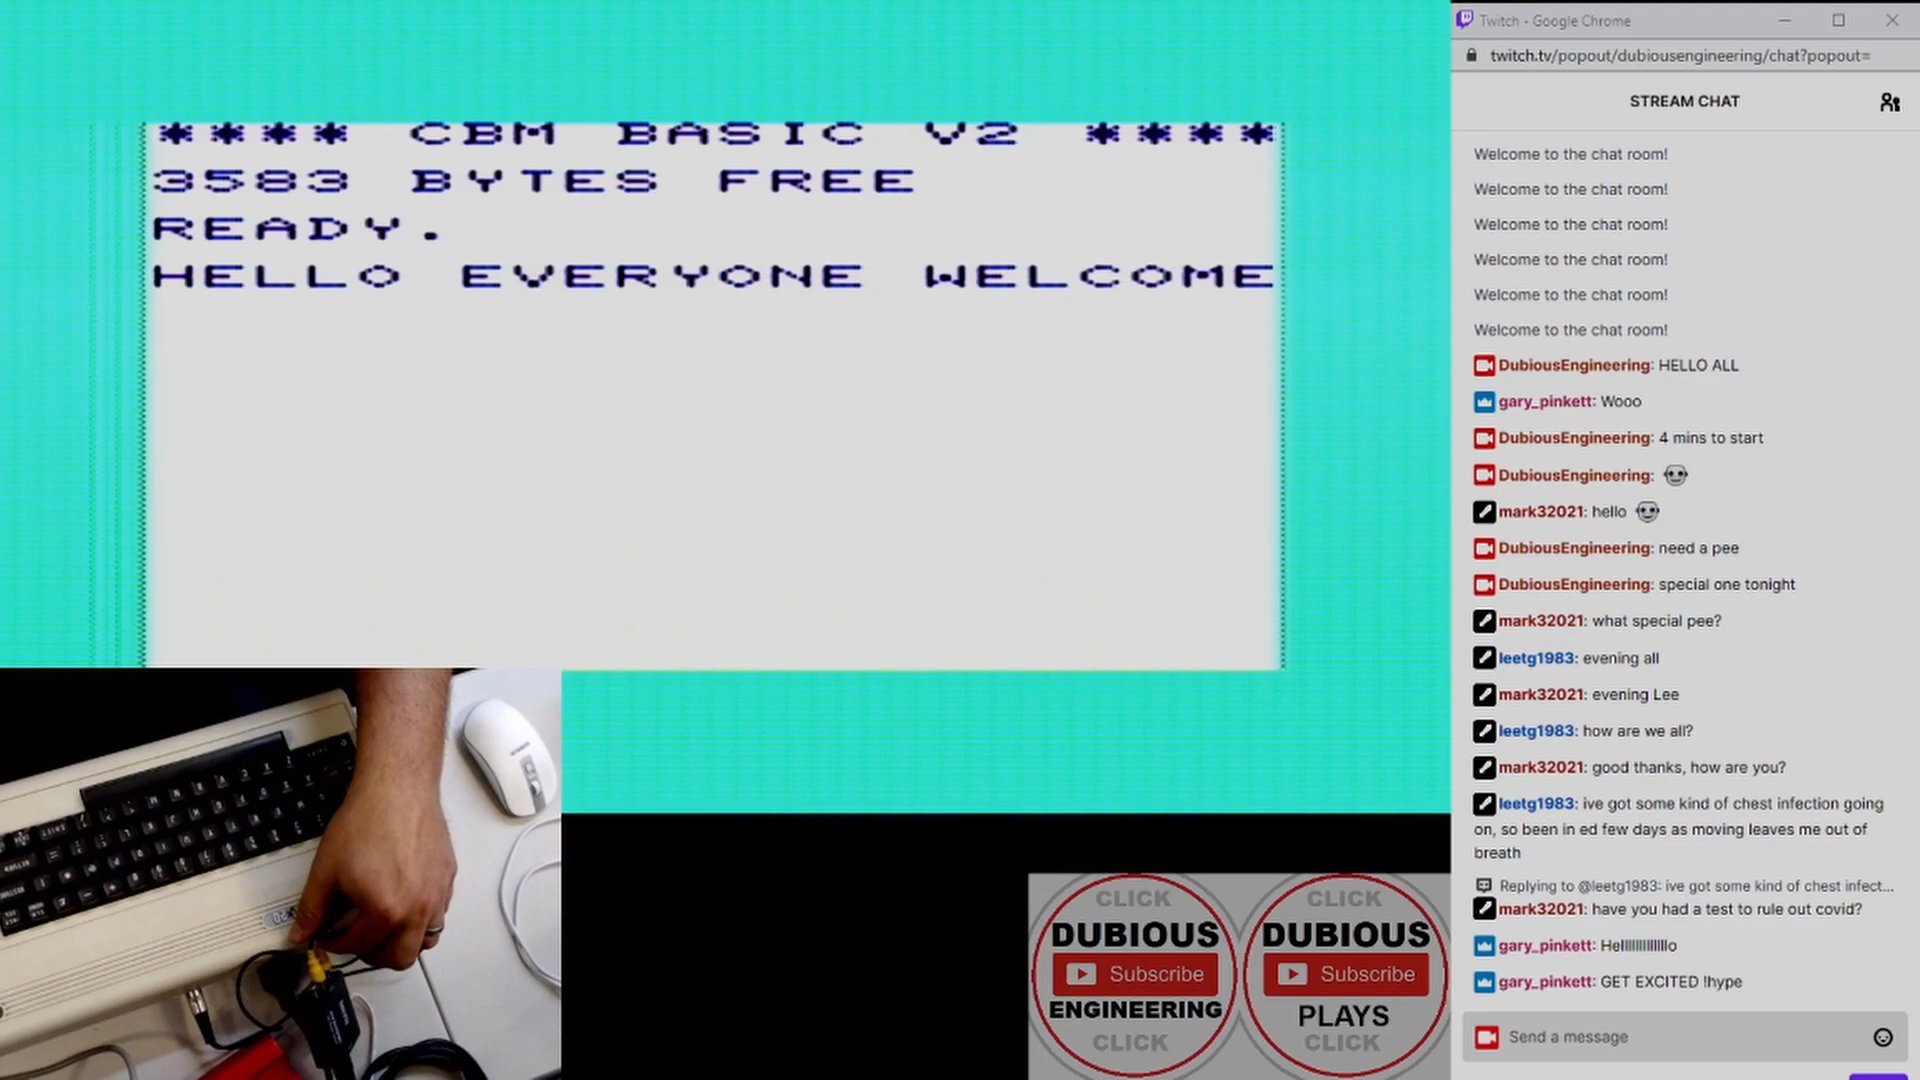 **** CBM BASIC V2 ****
3583 BYTES FREE
READY.
HELLO EVERYONE WELCOME
Twitch - Google Chrome
twitch.tv/popout/dubiousengineering/chat?popout=
STREAM CHAT
Welcome to the chat room!
Welcome to the chat room!
Welcome to the chat room!
Welcome to the chat room!
Welcome to the chat room!
Welcome to the chat room!
DubiousEngineering: HELLO ALL
gary_pinkett: Wooo
DubiousEngineering: 4 mins to start
DubiousEngineering:
mark32021: hello
DubiousEngineering: need a pee
DubiousEngineering: special one tonight
mark32021: what special pee?
leetg1983: evening all
mark32021: evening Lee
leetg1983: how are we all?
mark32021: good thanks, how are you?
leetg1983: ive got some kind of chest infection going
on, so been in ed few days as moving leaves me out of
breath
Replying to @leetg1983: ive got some kind of chest infect...
mark32021: have you had a test to rule out covid?
gary_pinkett: Helllllllllllllo
gary_pinkett: GET EXCITED !hype
Send a message
CLICK
DUBIOUS
Subscribe
ENGINEERING
CLICK
CLICK
DUBIOUS
Subscribe
PLAYS
CLICK